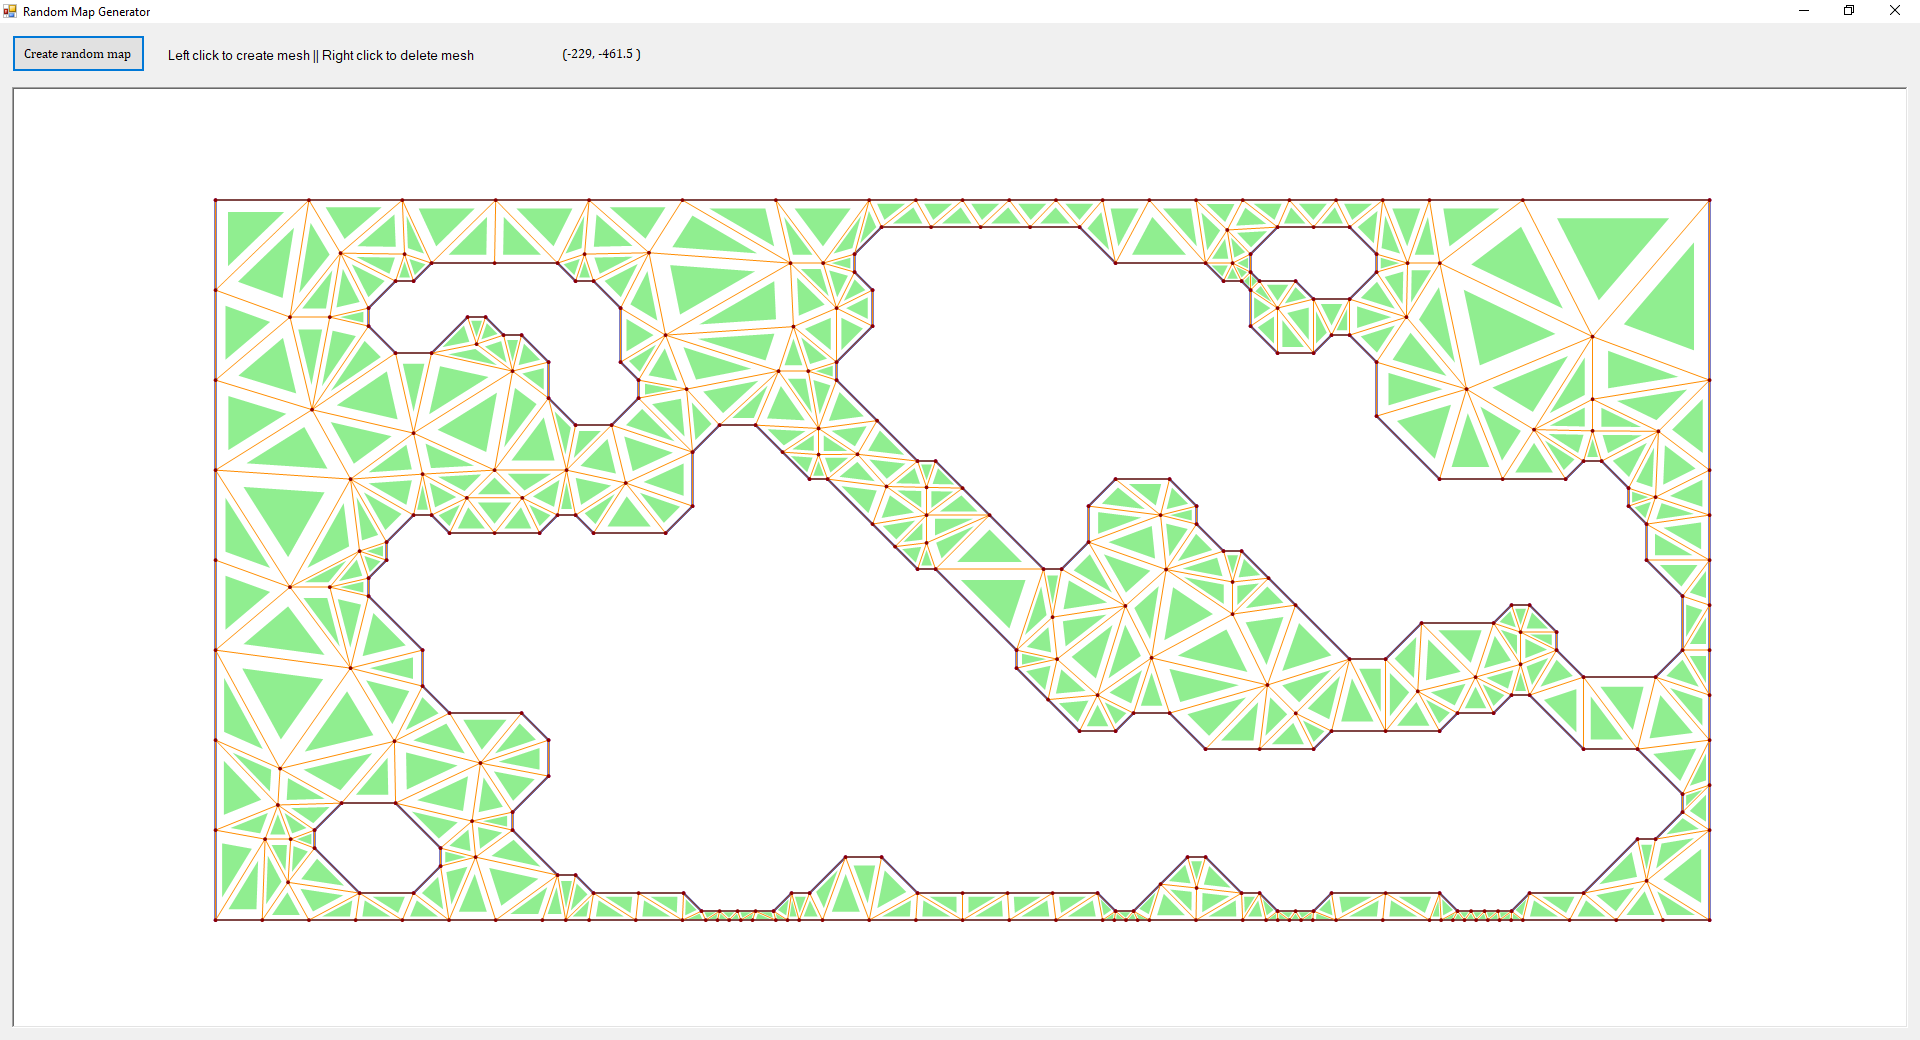 Random Map Generator
Create random map
Left click to create mesh || Right click to delete mesh
(-229, -461.5 )